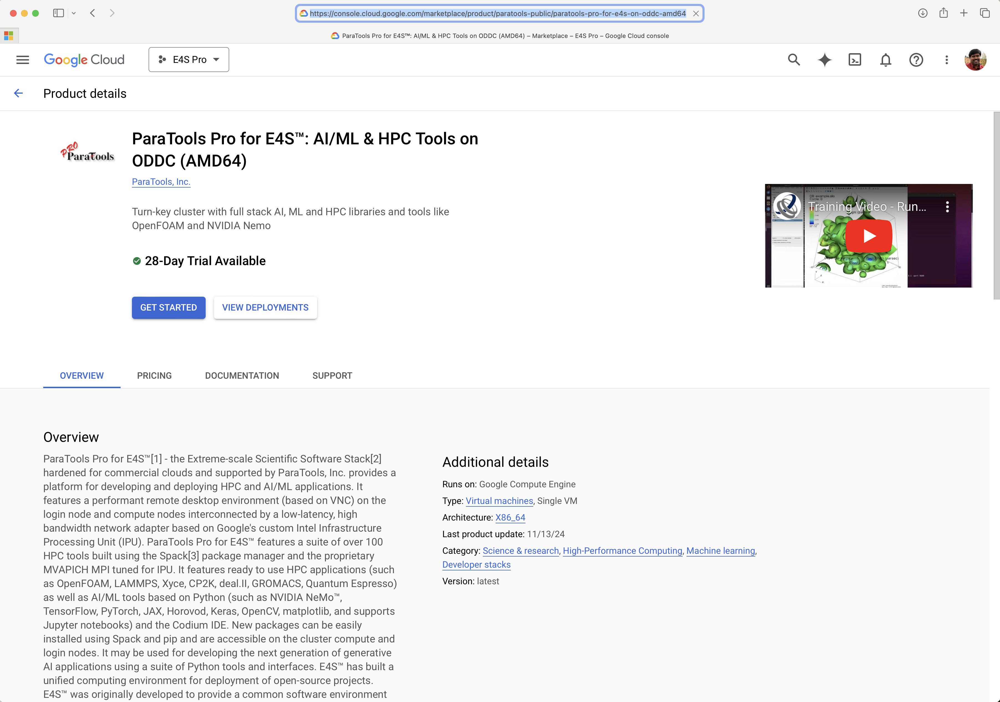 https://console.cloud.google.com/marketplace/product/paratools-public/paratools-pro-for-e4s-on-oddc-amd64
ParaTools Pro for E4S™: AI/ML & HPC Tools on ODDC (AMD64) – Marketplace – E4S Pro – Google Cloud console
Google Cloud
E4S Pro
Product details
PRO
ParaTools
ParaTools Pro for E4S™: AI/ML & HPC Tools on
ODDC (AMD64)
ParaTools, Inc.
Turn-key cluster with full stack AI, ML and HPC libraries and tools like
OpenFOAM and NVIDIA Nemo
28-Day Trial Available
GET STARTED
VIEW DEPLOYMENTS
DB: example.silo
Cycle: 0
Training Video - Run...
OVERVIEW
PRICING
DOCUMENTATION
SUPPORT
Overview
ParaTools Pro for E4S™[1] - the Extreme-scale Scientific Software Stack[2]
hardened for commercial clouds and supported by ParaTools, Inc. provides a
platform for developing and deploying HPC and AI/ML applications. It
features a performant remote desktop environment (based on VNC) on the
login node and compute nodes interconnected by a low-latency, high
bandwidth network adapter based on Google's custom Intel Infrastructure
Processing Unit (IPU). ParaTools Pro for E4S™ features a suite of over 100
HPC tools built using the Spack[3] package manager and the proprietary
MVAPICH MPI tuned for IPU. It features ready to use HPC applications (such
as OpenFOAM, LAMMPS, Xyce, CP2K, deal.II, GROMACS, Quantum Espresso)
as well as AI/ML tools based on Python (such as NVIDIA NeMo™,
TensorFlow, PyTorch, JAX, Horovod, Keras, OpenCV, matplotlib, and supports
Jupyter notebooks) and the Codium IDE. New packages can be easily
installed using Spack and pip and are accessible on the cluster compute and
login nodes. It may be used for developing the next generation of generative
AI applications using a suite of Python tools and interfaces. E4S™ has built a
unified computing environment for deployment of open-source projects.
E4S™ was originally developed to provide a common software environment
Additional details
Runs on: Google Compute Engine
Type: Virtual machines, Single VM
Architecture: X86_64
Last product update: 11/13/24
Category: Science & research, High-Performance Computing, Machine learning,
Developer stacks
Version: latest